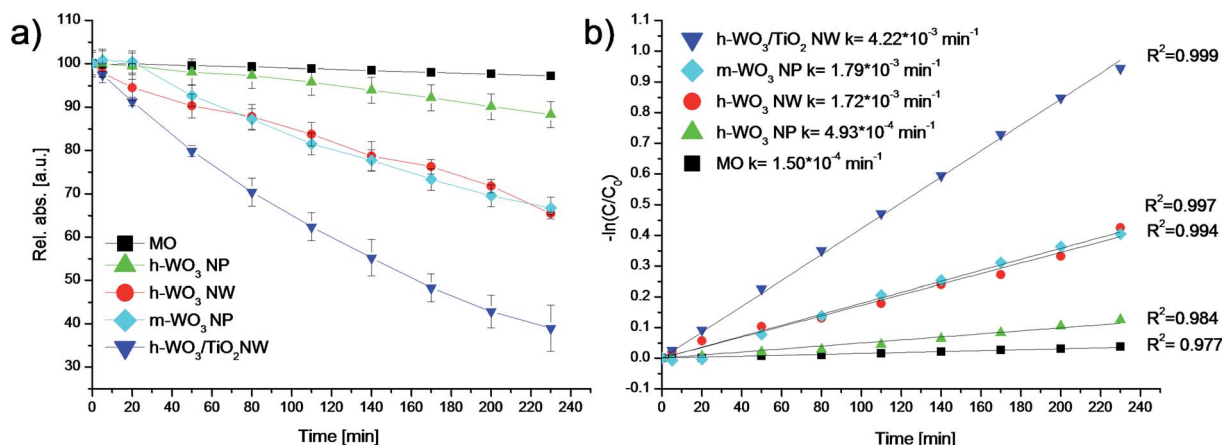 a)
110
100
90
80
70
60
50
40
30
Rel. abs. [a.u.]
MO
h-WO₃ NP
h-WO₃ NW
m-WO₃ NP
h-WO₃/TiO₂NW
0 20 40 60 80 100 120 140 160 180 200 220 240
Time [min]
b)
1.1
1.0
0.9
0.8
0.7
0.6
0.5
0.4
0.3
0.2
0.1
0.0
-0.1
-ln(C/C₀)
h-WO₃/TiO₂ NW k= 4.22*10⁻³ min⁻¹
m-WO₃ NP k= 1.79*10⁻³ min⁻¹
h-WO₃ NW k= 1.72*10⁻³ min⁻¹
h-WO₃ NP k= 4.93*10⁻⁴ min⁻¹
MO k= 1.50*10⁻⁴ min⁻¹
R²=0.999
R²=0.997
R²=0.994
R²=0.984
R²= 0.977
0 20 40 60 80 100 120 140 160 180 200 220 240
Time [min]